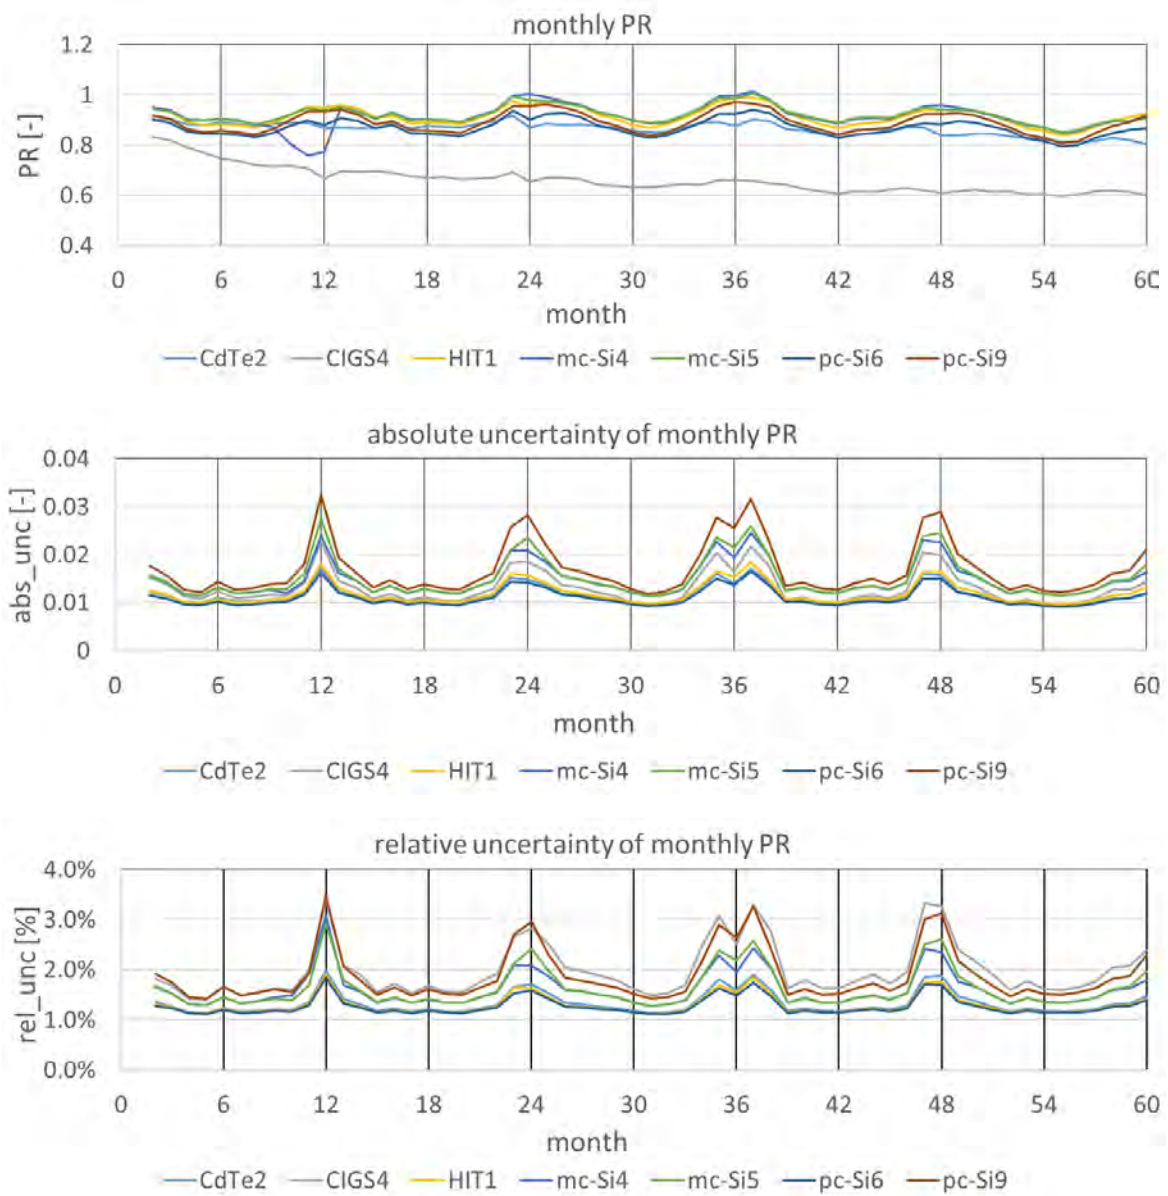 monthly PR
1.2
1
0.8
0.6
0.4
PR [-]
0 6 12 18 24 30 36 42 48 54 60
month
CdTe2 CIGS4 HIT1 mc-Si4 mc-Si5 pc-Si6 pc-Si9
absolute uncertainty of monthly PR
0.04
0.03
0.02
0.01
0
abs_unc [-]
0 6 12 18 24 30 36 42 48 54 60
month
CdTe2 CIGS4 HIT1 mc-Si4 mc-Si5 pc-Si6 pc-Si9
relative uncertainty of monthly PR
4.0%
3.0%
2.0%
1.0%
0.0%
rel_unc [%]
0 6 12 18 24 30 36 42 48 54 60
month
CdTe2 CIGS4 HIT1 mc-Si4 mc-Si5 pc-Si6 pc-Si9